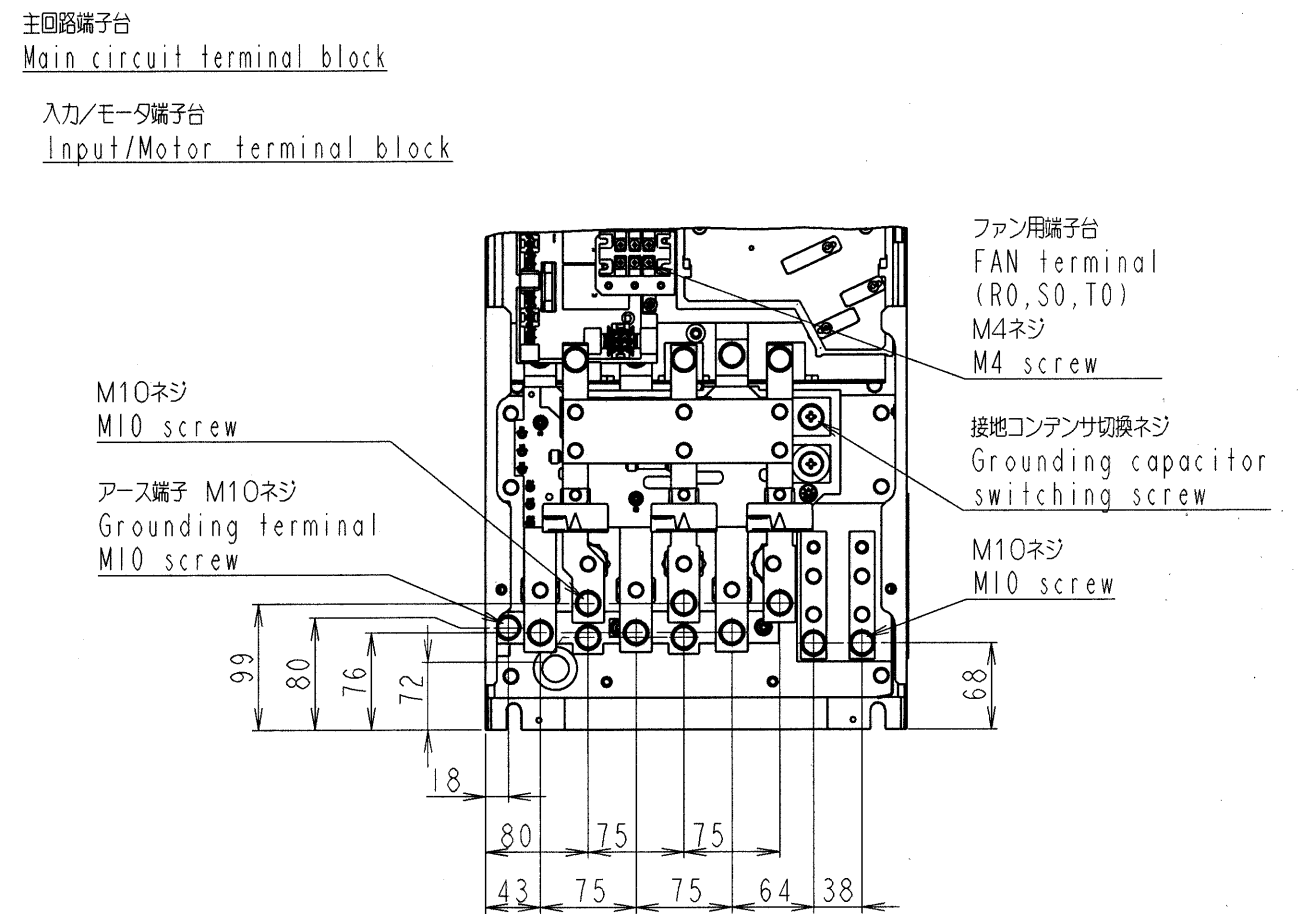 主回路端子台
Main circuit terminal block
入力/モータ端子台
Input/Motor terminal block
ファン用端子台
FAN terminal
(R0,S0,T0)
M4ネジ
M4 screw
M10ネジ
M10 screw
接地コンデンサ切換ネジ
Grounding capacitor
switching screw
アース端子 M10ネジ
Grounding terminal
M10 screw
M10ネジ
M10 screw
99
80
76
72
68
18
80
75
75
43
75
75
64
38